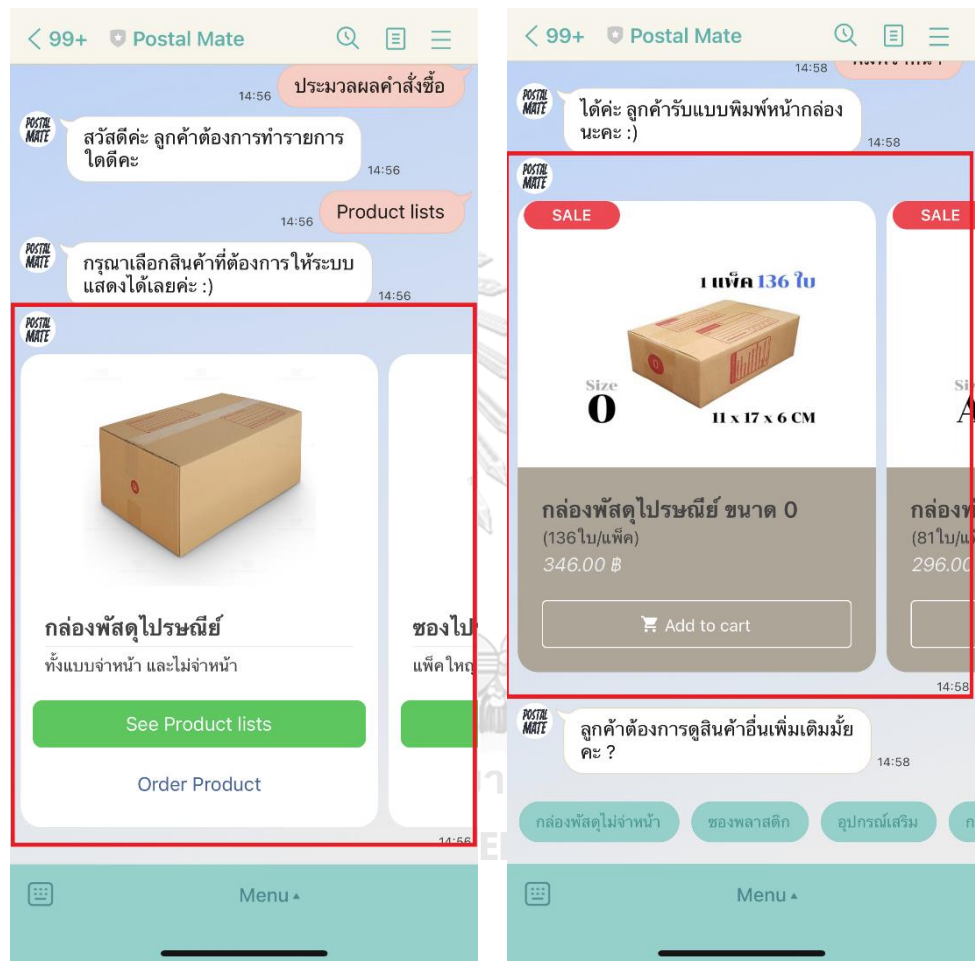 < 99+ Postal Mate
14:56 ประมวลผลคำสั่งซื้อ
POSTAL
MATE
สวัสดีค่ะ ลูกค้าต้องการทำรายการ
ใดดีคะ
14:56
14:56 Product lists
POSTAL
MATE
กรุณาเลือกสินค้าที่ต้องการให้ระบบ
แสดงได้เลยค่ะ :)
14:56
POSTAL
MATE
กล่องพัสดุไปรษณีย์
ทั้งแบบจ่าหน้า และไม่จ่าหน้า
See Product lists
Order Product
ซองไป
แพ็คใหญ
14:56
Menu
< 99+ Postal Mate
14:58
POSTAL
MATE
ได้ค่ะ ลูกค้ารับแบบพิมพ์หน้ากล่อง
นะคะ :)
14:58
POSTAL
MATE
SALE
1 แพ็ค 136 ใบ
Size
0
11 x 17 x 6 CM
กล่องพัสดุไปรษณีย์ ขนาด 0
(136ใบ/แพ็ค)
346.00 ฿
Add to cart
SALE
Si
A
กล่องพ
(81ใบ/แ
296.00
14:58
POSTAL
MATE
ลูกค้าต้องการดูสินค้าอื่นเพิ่มเติมมั้ย
คะ ?
14:58
กล่องพัสดุไม่จ่าหน้า ซองพลาสติก อุปกรณ์เสริม ก
Menu